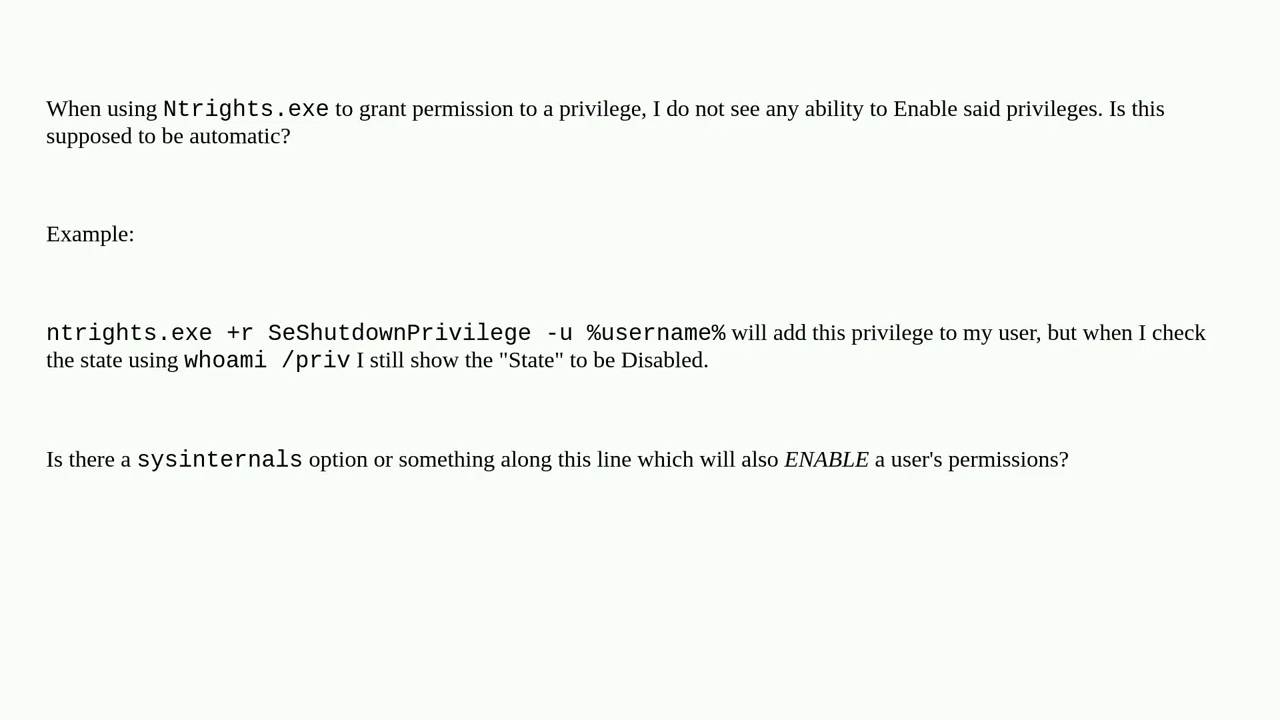 When using Ntrights.exe to grant permission to a privilege, I do not see any ability to Enable said privileges. Is this
supposed to be automatic?
Example:
ntrights.exe +r SeShutdownPrivilege -u %username% will add this privilege to my user, but when I check
the state using whoami /priv I still show the "State" to be Disabled.
Is there a sysinternals option or something along this line which will also ENABLE a user's permissions?